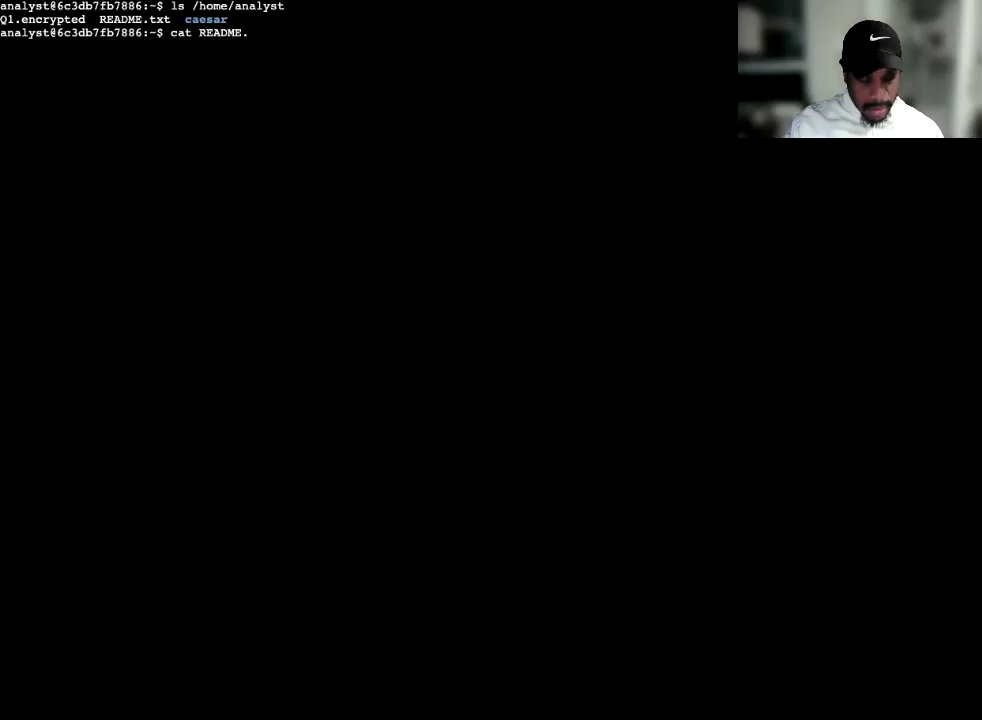 analyst@6c3db7fb7886:~$ ls /home/analyst
Q1.encrypted  README.txt  caesar
analyst@6c3db7fb7886:~$ cat README.